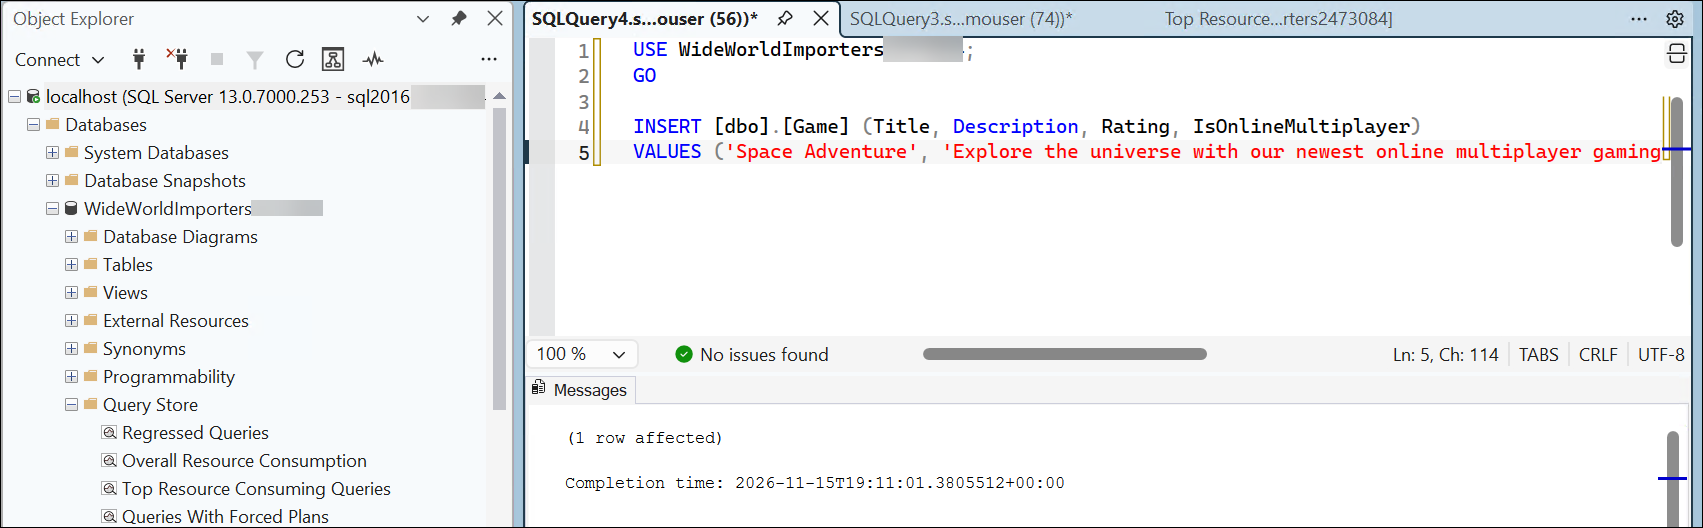 Object Explorer
Connect
localhost (SQL Server 13.0.7000.253 - sql2016
Databases
System Databases
Database Snapshots
WideWorldImporters
Database Diagrams
Tables
Views
External Resources
Synonyms
Programmability
Query Store
Regressed Queries
Overall Resource Consumption
Top Resource Consuming Queries
Queries With Forced Plans
SQLQuery4.s...ouser (56))*
SQLQuery3.s...mouser (74))*
Top Resource...rters2473084]
1 USE WideWorldImporters ;
2 GO
3
4 INSERT [dbo].[Game] (Title, Description, Rating, IsOnlineMultiplayer)
5 VALUES ('Space Adventure', 'Explore the universe with our newest online multiplayer gaming
100 %
No issues found
Ln: 5, Ch: 114
TABS
CRLF
UTF-8
Messages
(1 row affected)
Completion time: 2026-11-15T19:11:01.3805512+00:00